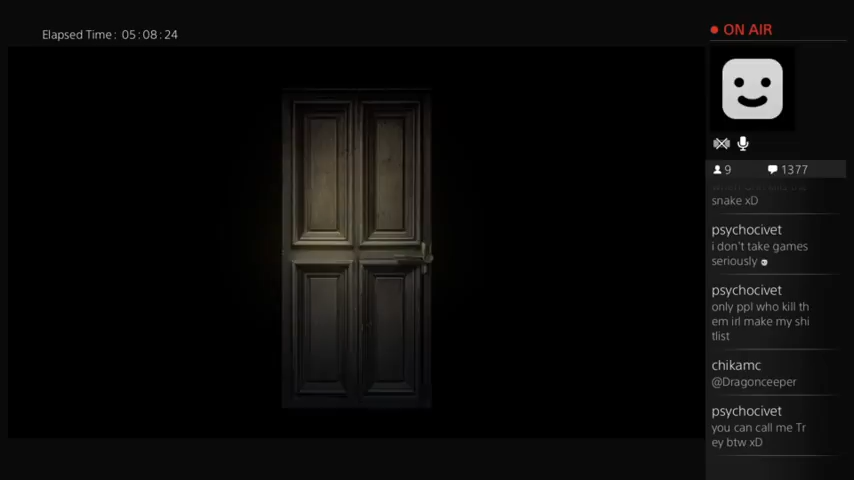 Elapsed Time: 05:08:24
ON AIR
9 1377
snake xD
psychocivet
i don't take games
seriously
psychocivet
only ppl who kill th
em irl make my shi
tlist
chikamc
@Dragonceeper
psychocivet
you can call me Tr
ey btw xD